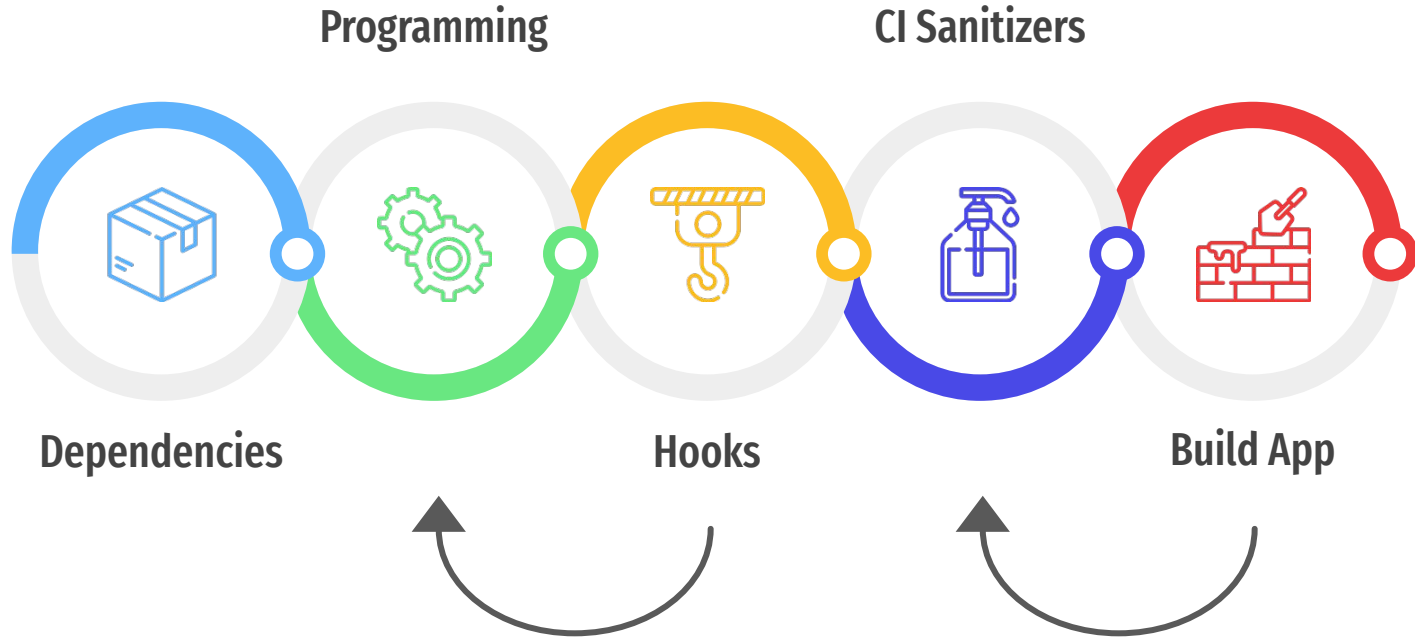 Programming
CI Sanitizers
Dependencies
Hooks
Build App